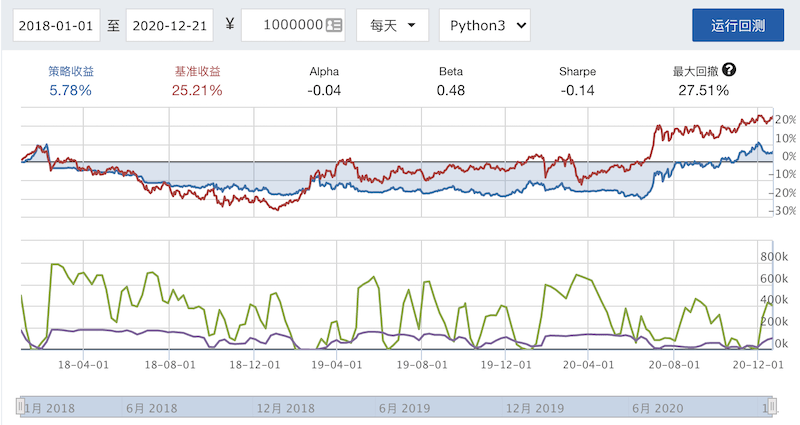 2018-01-01 至 2020-12-21 ¥ 1000000 每天 Python3 运行回测
策略收益 基准收益 Alpha Beta Sharpe 最大回撤 ?
5.78% 25.21% -0.04 0.48 -0.14 27.51%
20%
10%
0%
-10%
-20%
-30%
800k
600k
400k
200k
0k
18-04-01 18-08-01 18-12-01 19-04-01 19-08-01 19-12-01 20-04-01 20-08-01 20-12-01
1月 2018 6月 2018 12月 2018 6月 2019 12月 2019 6月 2020 1...